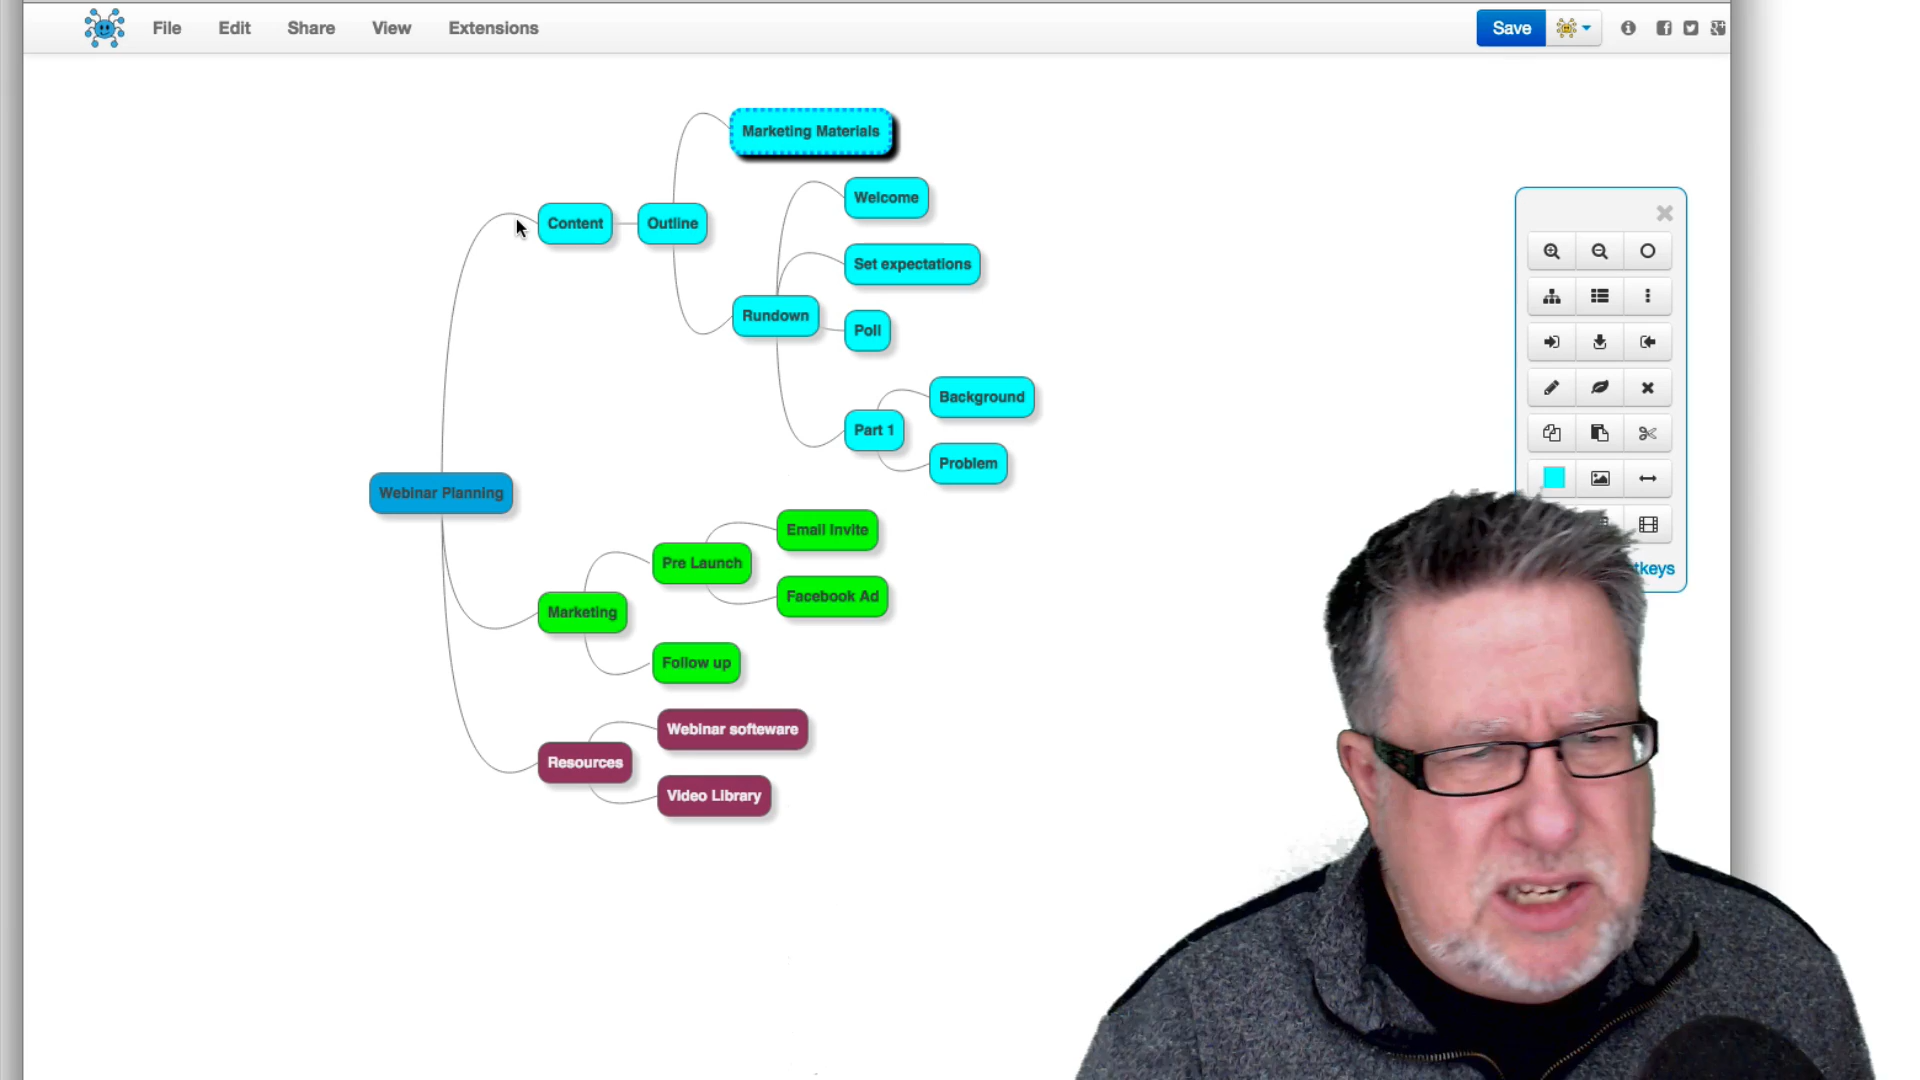 File Edit Share View Extensions Save
Marketing Materials
Welcome
Content
Outline
Set expectations
Rundown
Poll
Background
Part 1
Problem
Webinar Planning
Email Invite
Pre Launch
Facebook Ad
Marketing
Follow up
Webinar softeware
Resources
Video Library
tkeys